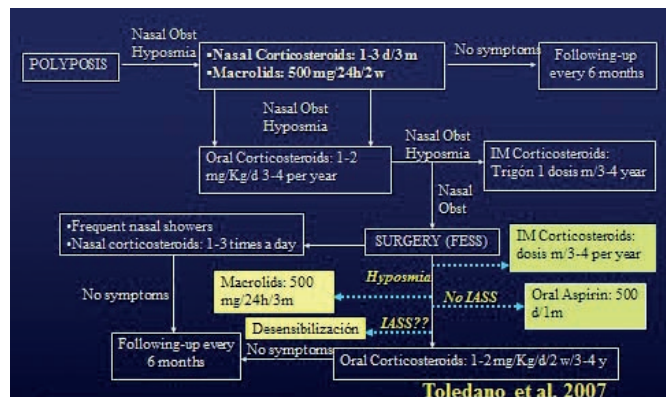 Nasal Obst
Hyposmia
POLYPOSIS
▪Nasal Corticosteroids: 1-3 d/3 m
▪Macrolids: 500 mg/24h/2 w
No symptoms
Following-up
every 6 months
Nasal Obst
Hyposmia
Nasal Obst
Hyposmia
Oral Corticosteroids: 1-2
mg/Kg/d 3-4 per year
IM Corticosteroids:
Trigón 1 dosis m/3-4 year
Nasal
Obst
▪Frequent nasal showers
▪Nasal corticosteroids: 1-3 times a day
SURGERY (FESS)
IM Corticosteroids:
dosis m/3-4 per year
Hyposmia
Macrolids: 500
mg/24h/3m
No symptoms
No IASS
Oral Aspirin: 500
d/1m
Desensibilización
IASS??
Following-up every
6 months
No symptoms
Oral Corticosteroids: 1-2mg/Kg/d/2 w/3-4 y
Toledano et al. 2007